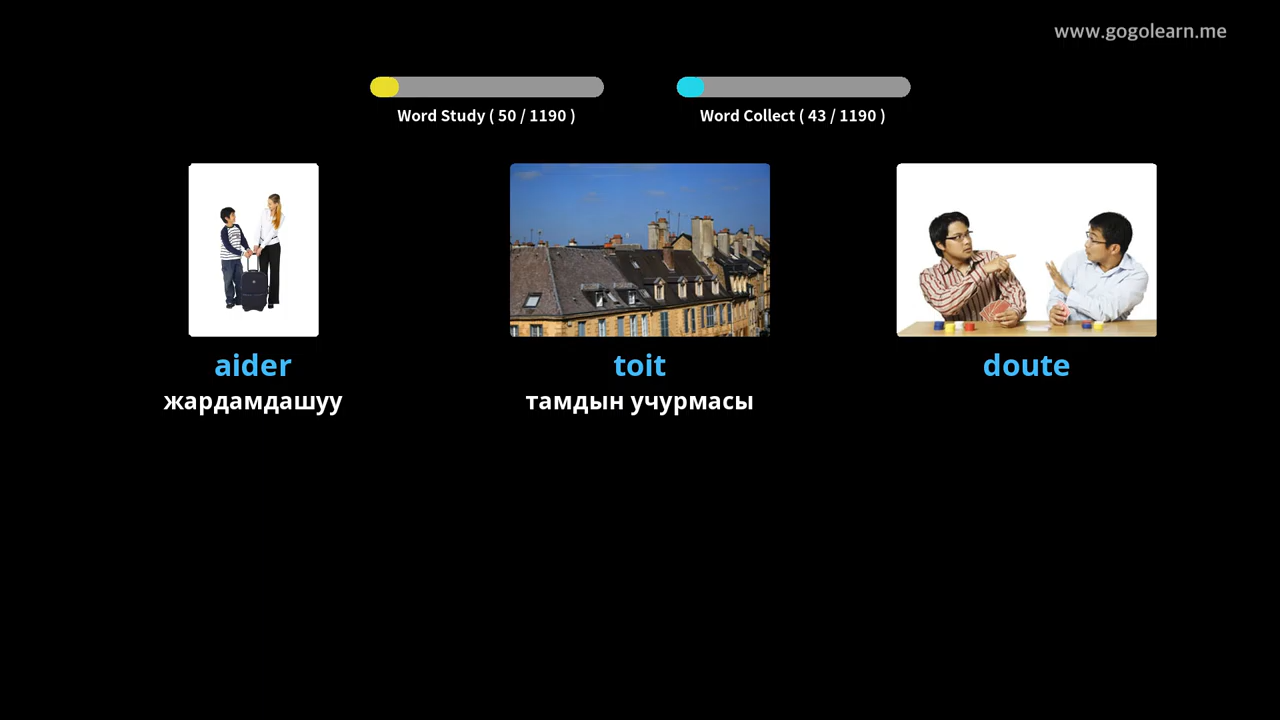 www.gogolearn.me
Word Study ( 50 / 1190 )
Word Collect ( 43 / 1190 )
aider
жардамдашуу
toit
тамдын учурмасы
doute